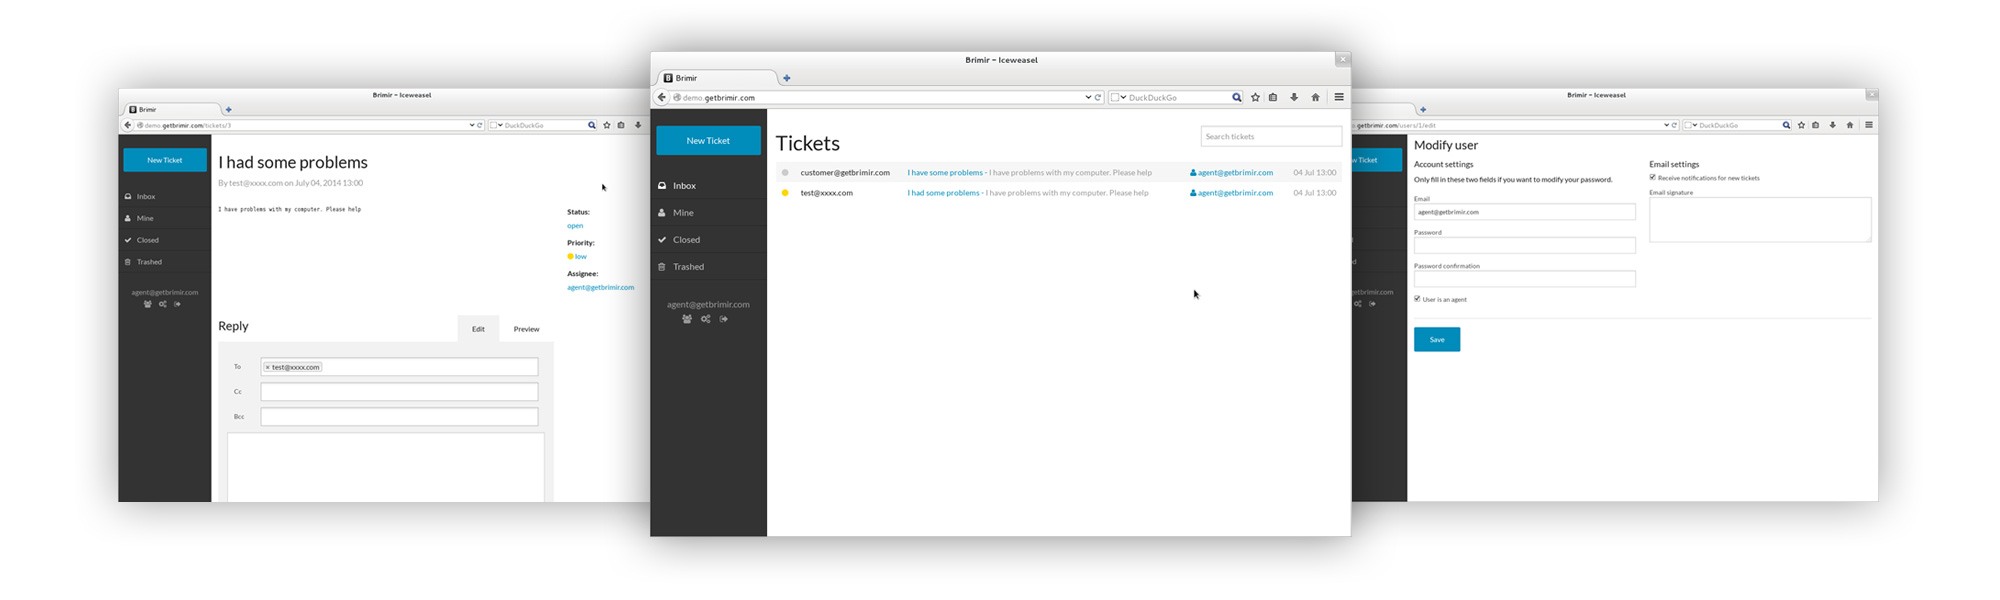 Brimir - Iceweasel
Brimir
demo.getbrimir.com/tickets/3
DuckDuckGo
New Ticket
Inbox
Mine
Closed
Trashed
agent@getbrimir.com
I had some problems
By test@xxxx.com on July 04, 2014 13:00
I have problems with my computer. Please help
Status:
open
Priority:
low
Assignee:
agent@getbrimir.com
Reply
Edit
Preview
To
× test@xxxx.com
Cc
Bcc
Brimir - Iceweasel
Brimir
demo.getbrimir.com
DuckDuckGo
New Ticket
Inbox
Mine
Closed
Trashed
agent@getbrimir.com
Tickets
Search tickets
customer@getbrimir.com I have some problems - I have problems with my computer. Please help agent@getbrimir.com 04 Jul 13:00
test@xxxx.com I had some problems - I have problems with my computer. Please help agent@getbrimir.com 04 Jul 13:00
Brimir - Iceweasel
getbrimir.com/users/1/edit
DuckDuckGo
w Ticket
d
getbrimir.com
Modify user
Account settings
Only fill in these two fields if you want to modify your password.
Email
agent@getbrimir.com
Password
Password confirmation
User is an agent
Save
Email settings
Receive notifications for new tickets
Email signature